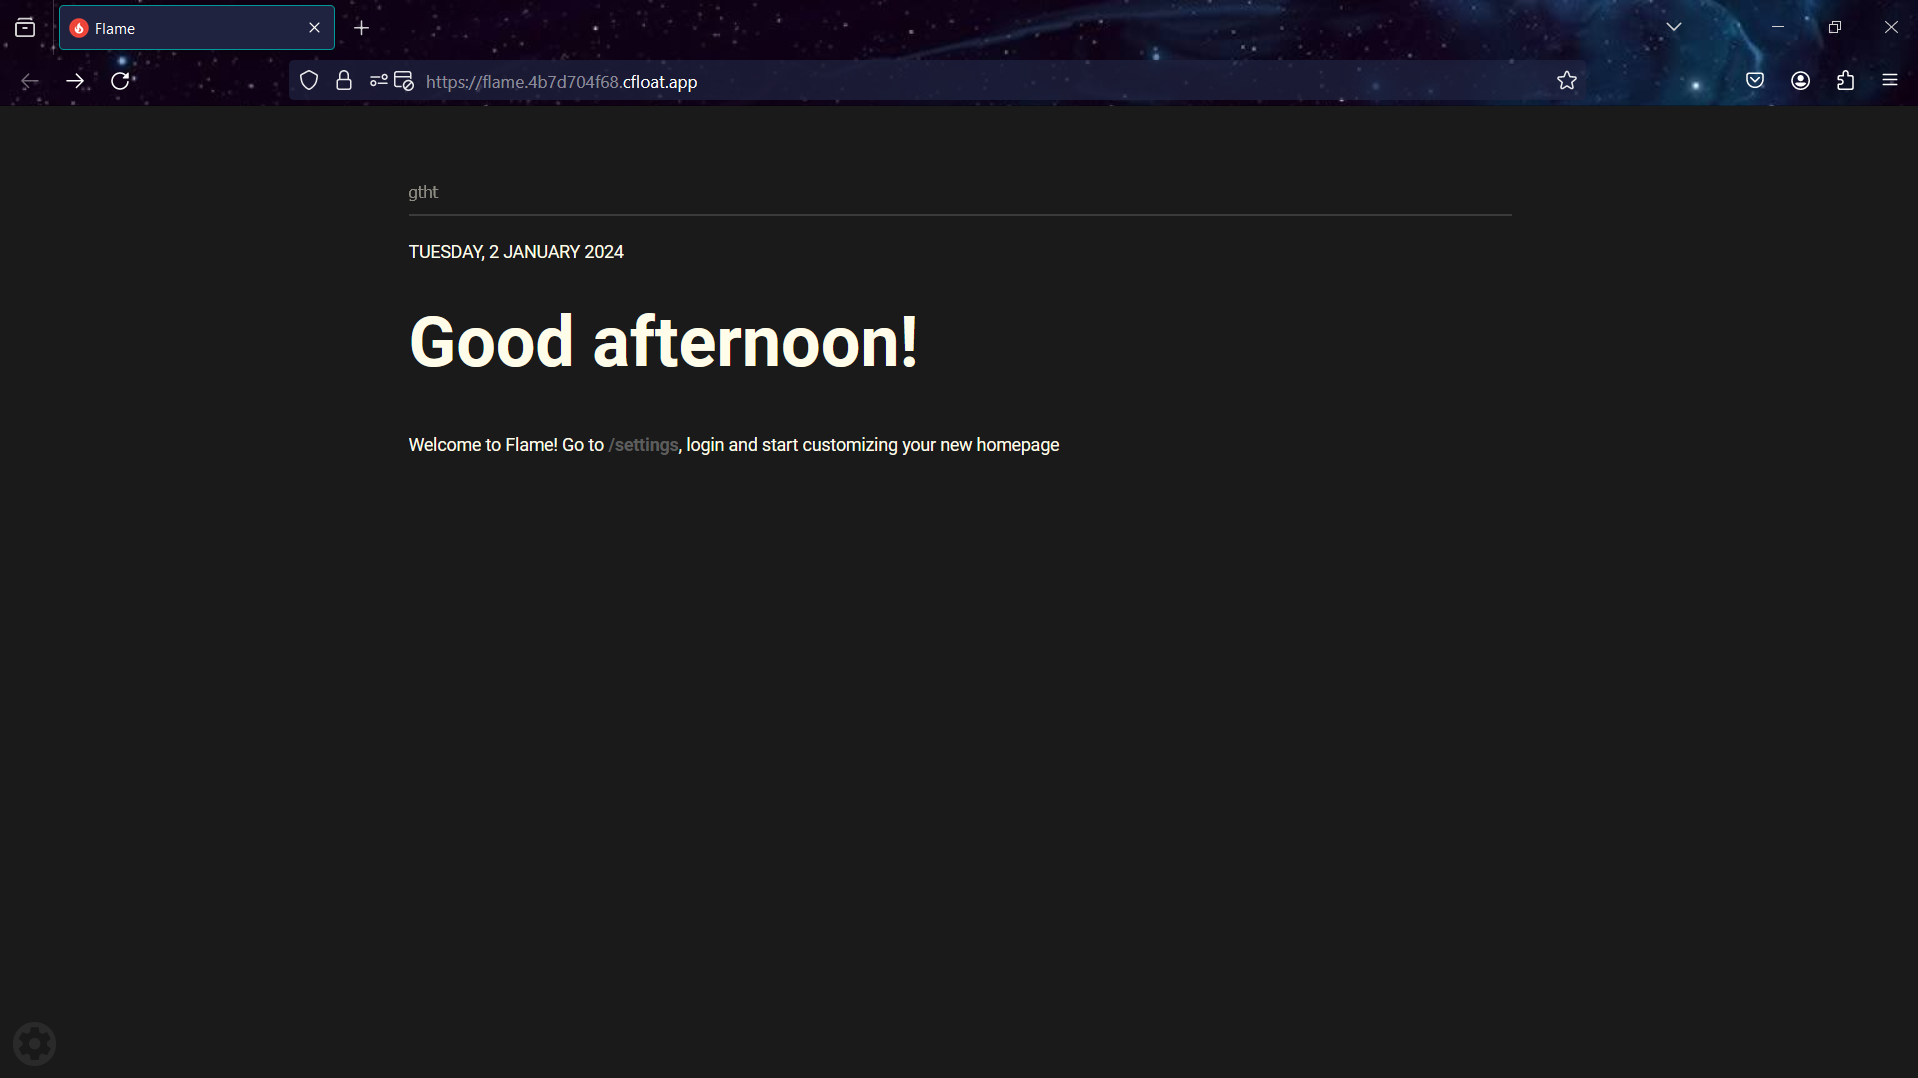 Flame
https://flame.4b7d704f68.cfloat.app
gtht
TUESDAY, 2 JANUARY 2024
Good afternoon!
Welcome to Flame! Go to /settings, login and start customizing your new homepage